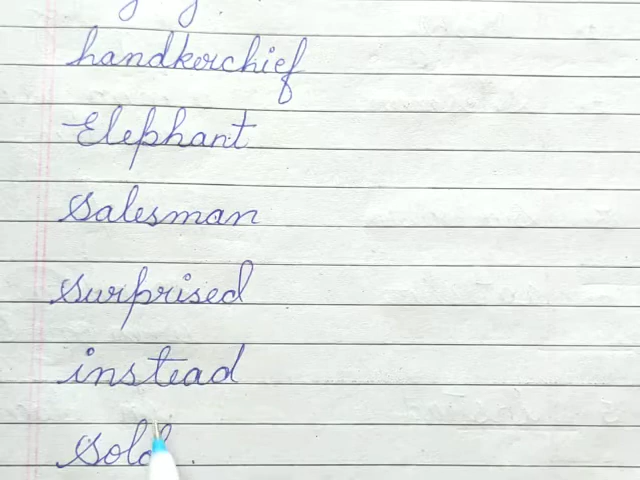 handkerchief
Elephant
Salesman
Surprised
instead
Sold